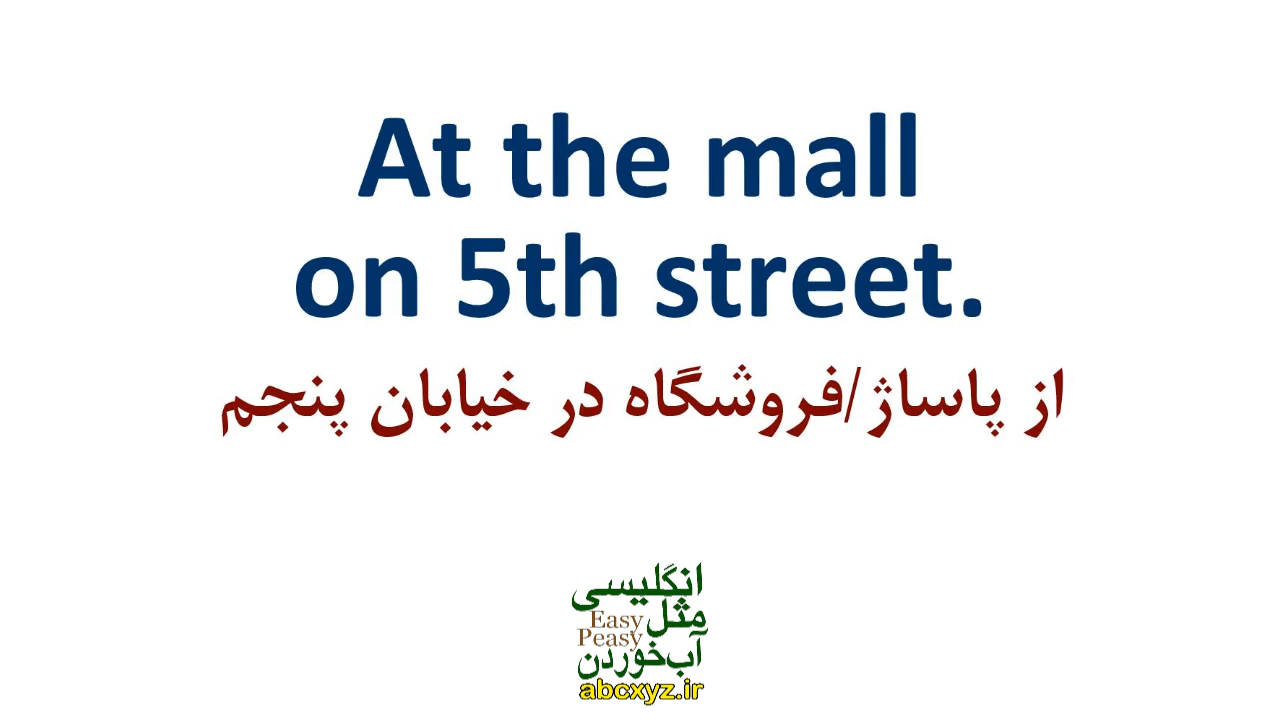 At the mall
on 5th street.
از پاساژ/فروشگاه در خیابان پنجم
انگلیسی
مثل
Easy
Peasy
آب‌خوردن
abcxyz.ir